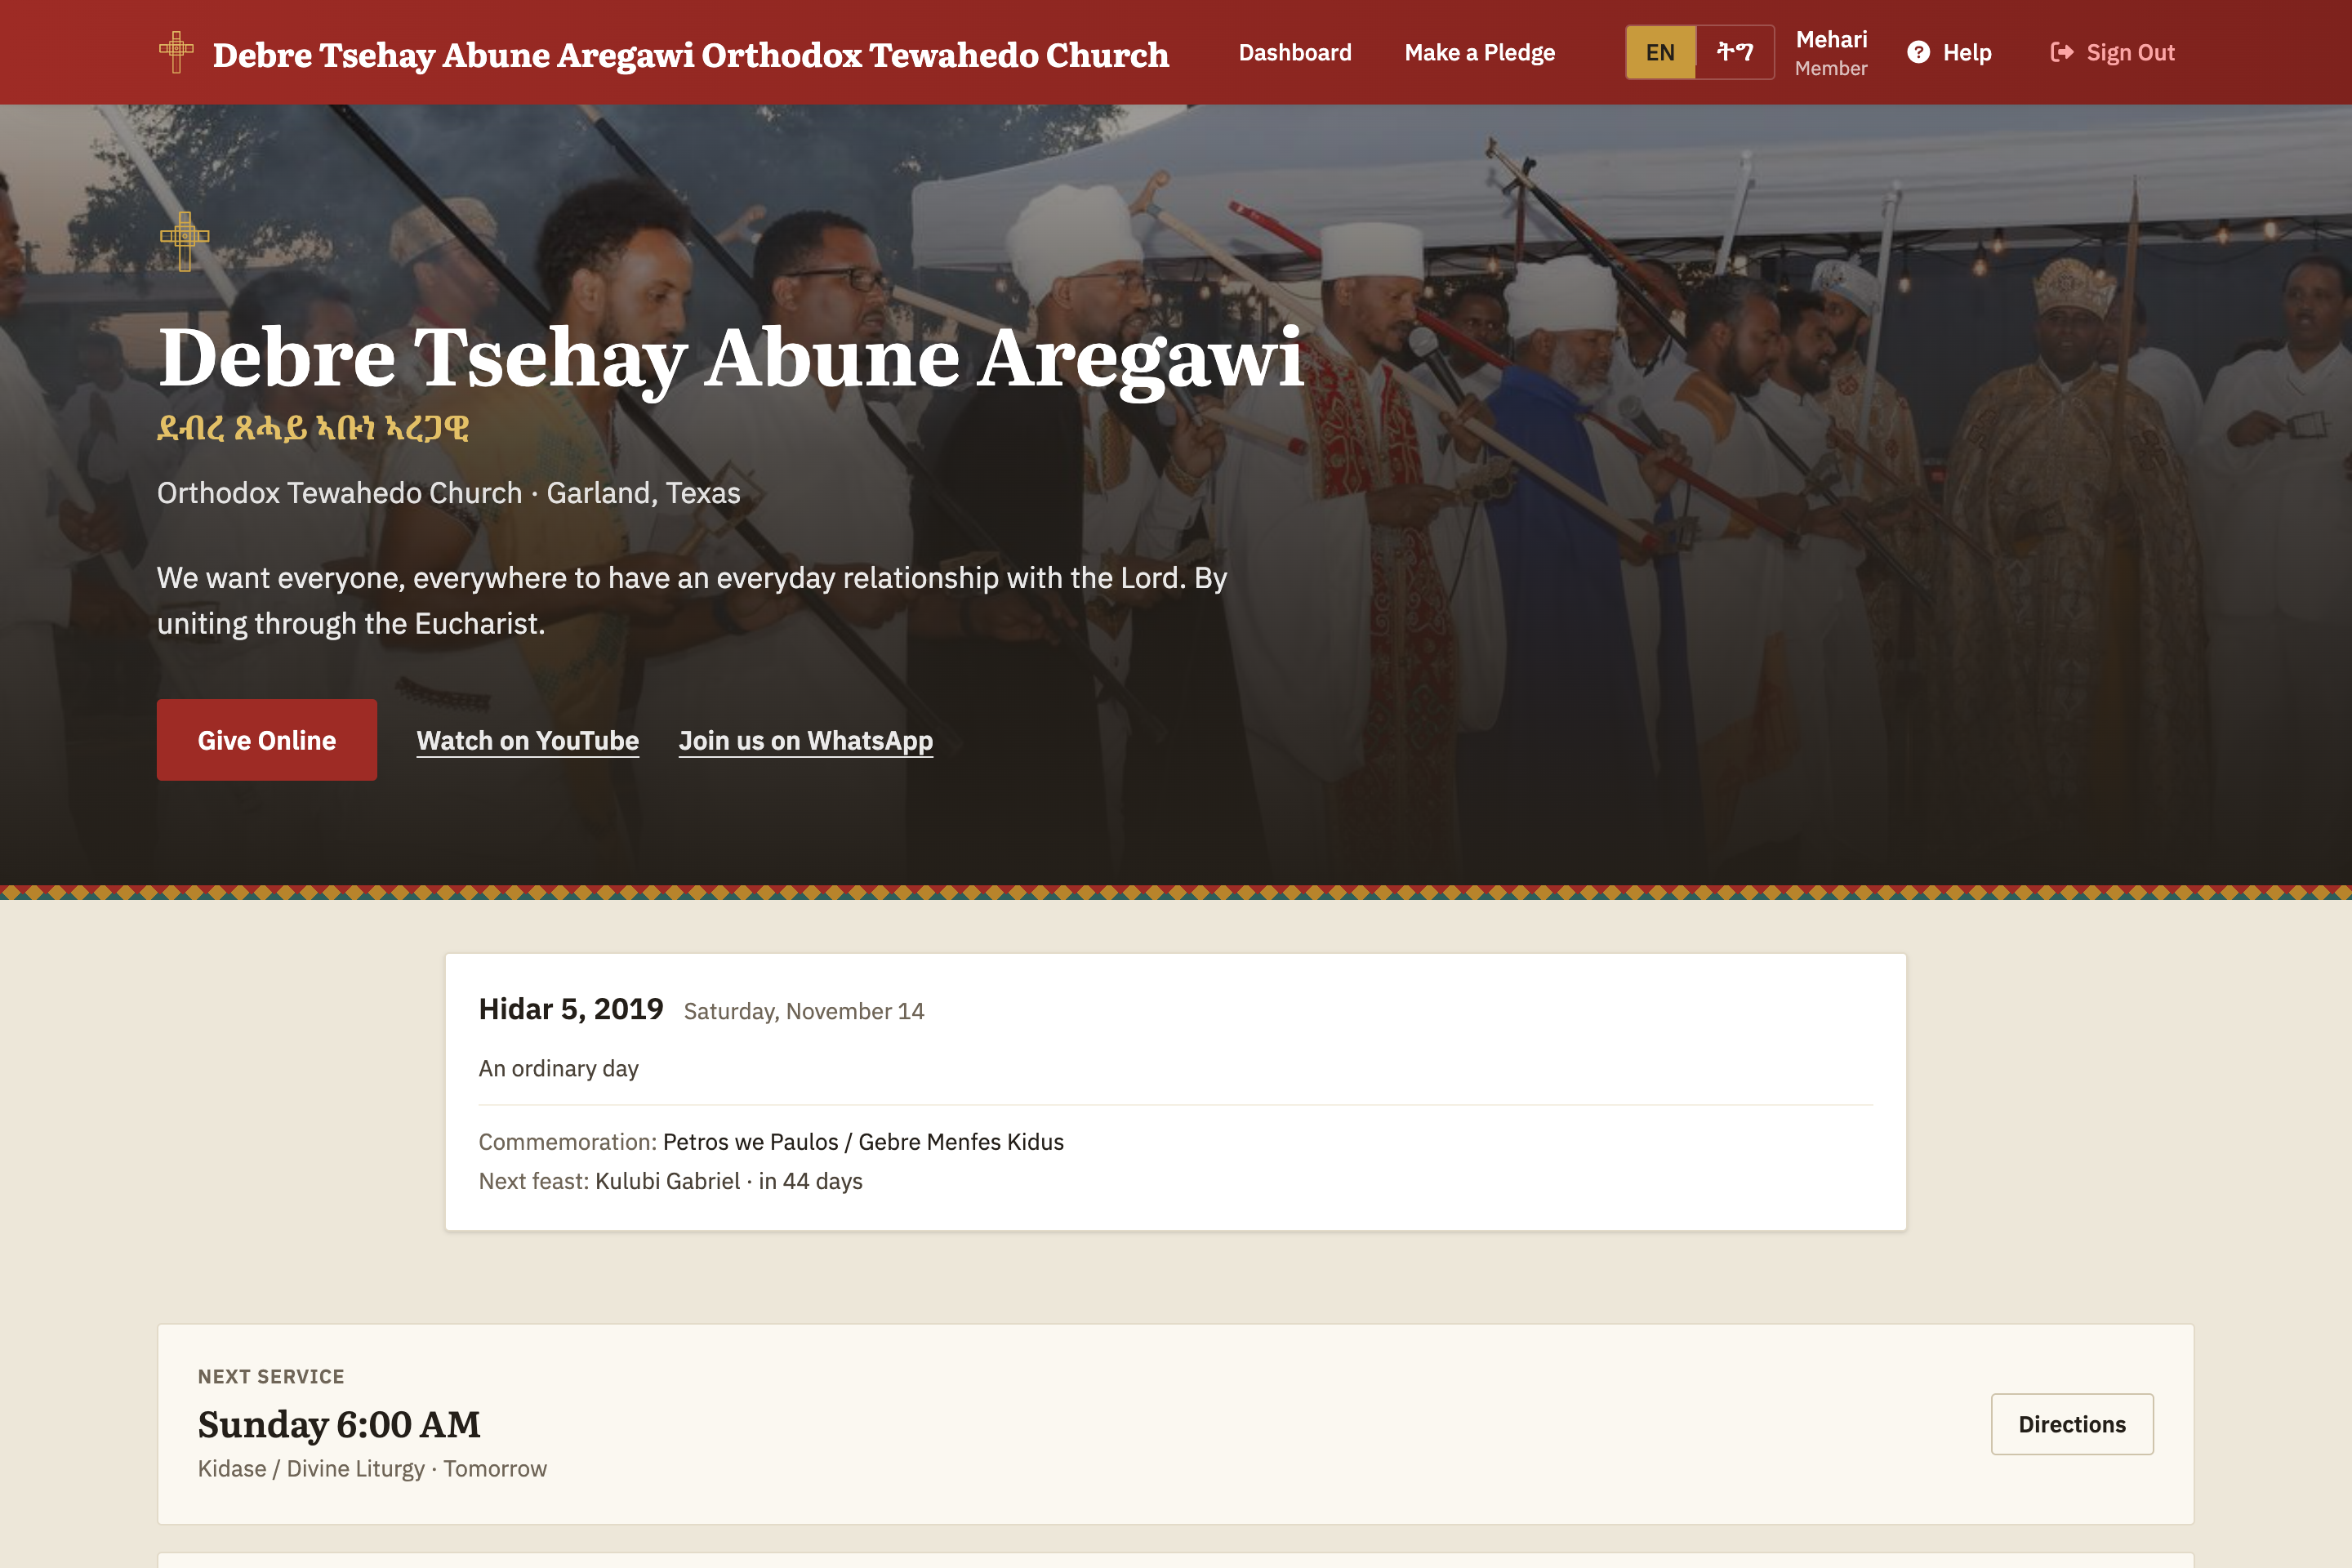 Debre Tsehay Abune Aregawi Orthodox Tewahedo Church
Dashboard
Make a Pledge
EN
ትግ
Mehari
Member
Help
Sign Out
Debre Tsehay Abune Aregawi
ደብረ ጸሓይ ኣቡነ ኣረጋዊ
Orthodox Tewahedo Church · Garland, Texas
We want everyone, everywhere to have an everyday relationship with the Lord. By
uniting through the Eucharist.
Give Online
Watch on YouTube
Join us on WhatsApp
Hidar 5, 2019 Saturday, November 14
An ordinary day
Commemoration: Petros we Paulos / Gebre Menfes Kidus
Next feast: Kulubi Gabriel · in 44 days
NEXT SERVICE
Sunday 6:00 AM
Kidase / Divine Liturgy · Tomorrow
Directions